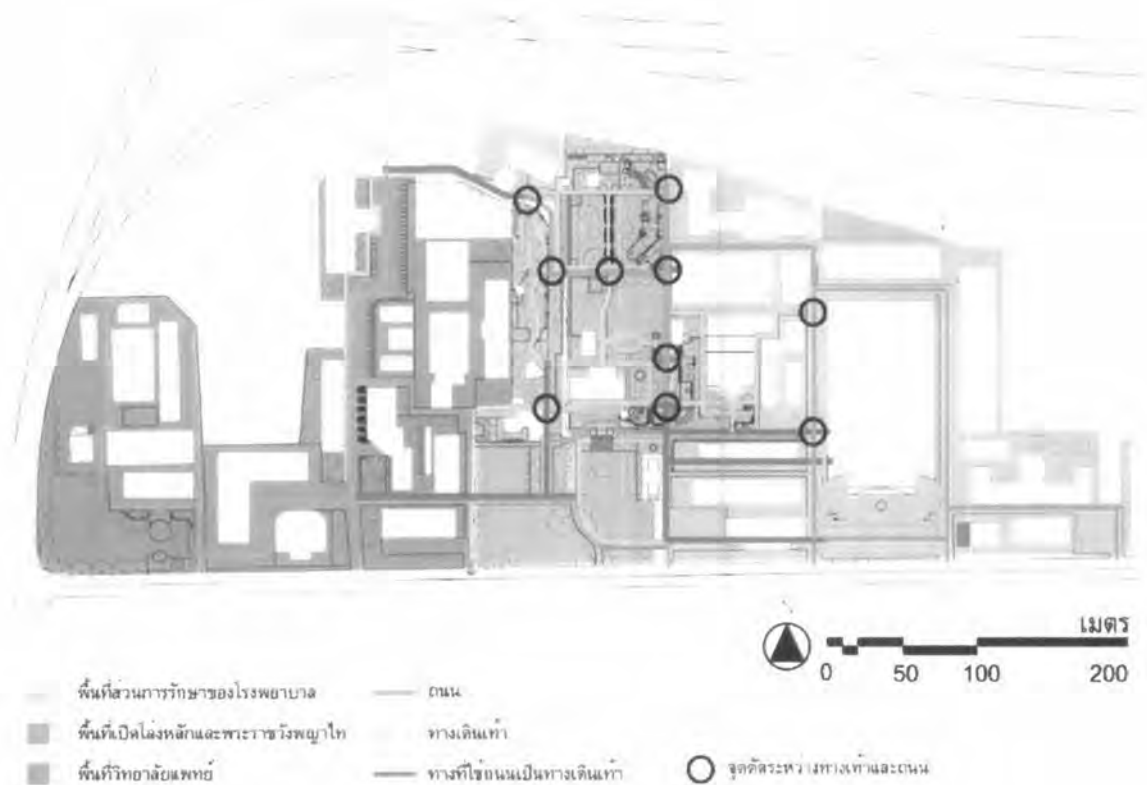 เมตร
0 50 100 200
พื้นที่ส่วนการรักษาของโรงพยาบาล
ถนน
พื้นที่เปิดโล่งหลักและพระราชวังพญาไท
ทางเดินเท้า
พื้นที่วิทยาลัยแพทย์
ทางที่ใช้ถนนเป็นทางเดินเท้า
จุดตัดระหว่างทางเท้าและถนน